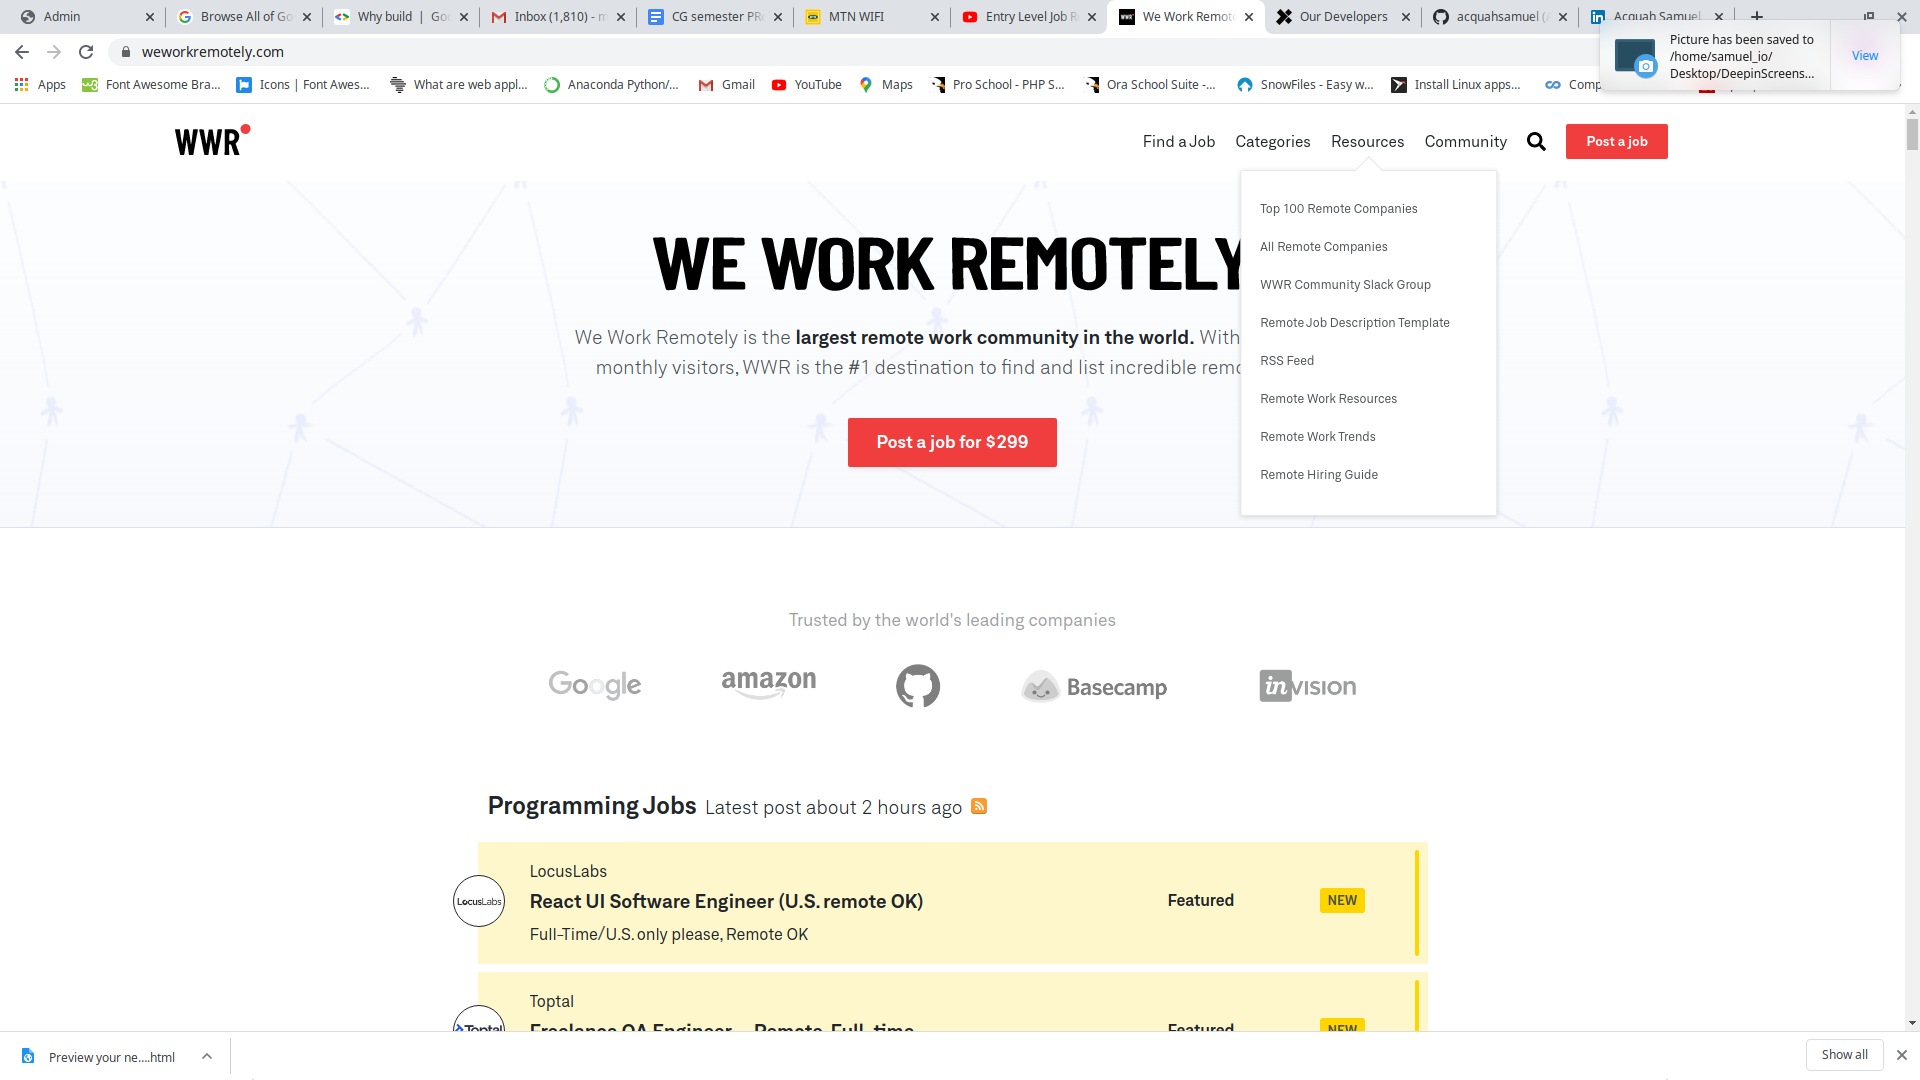 Admin
Browse All of Go
Why build | Goo
Inbox (1,810) - m
CG semester PRo
MTN WIFI
Entry Level Job R
We Work Remote
Our Developers
acquahsamuel (A
Acquah Samuel
weworkremotely.com
Picture has been saved to
/home/samuel_io/
Desktop/DeepinScreens...
View
Apps
Font Awesome Bra...
Icons | Font Awes...
What are web appl...
Anaconda Python/...
Gmail
YouTube
Maps
Pro School - PHP S...
Ora School Suite -...
SnowFiles - Easy w...
Install Linux apps...
Comp
WWR
Find a Job
Categories
Resources
Community
Post a job
Top 100 Remote Companies
All Remote Companies
WWR Community Slack Group
Remote Job Description Template
RSS Feed
Remote Work Resources
Remote Work Trends
Remote Hiring Guide
WE WORK REMOTELY
We Work Remotely is the largest remote work community in the world. With
monthly visitors, WWR is the #1 destination to find and list incredible remo
Post a job for $299
Trusted by the world's leading companies
Google
amazon
Basecamp
invision
Programming Jobs Latest post about 2 hours ago
LocusLabs
LocusLabs
React UI Software Engineer (U.S. remote OK)
Featured
NEW
Full-Time/U.S. only please, Remote OK
Toptal
Toptal
Freelance QA Engineer – Remote, Full-time
Featured
NEW
Preview your ne....html
Show all